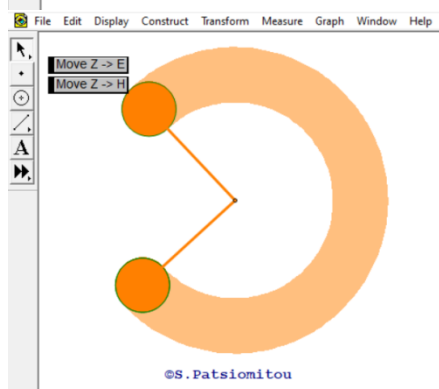 File Edit Display Construct Transform Measure Graph Window Help
Move Z -> E
Move Z -> H
A
©S.Patsiomitou